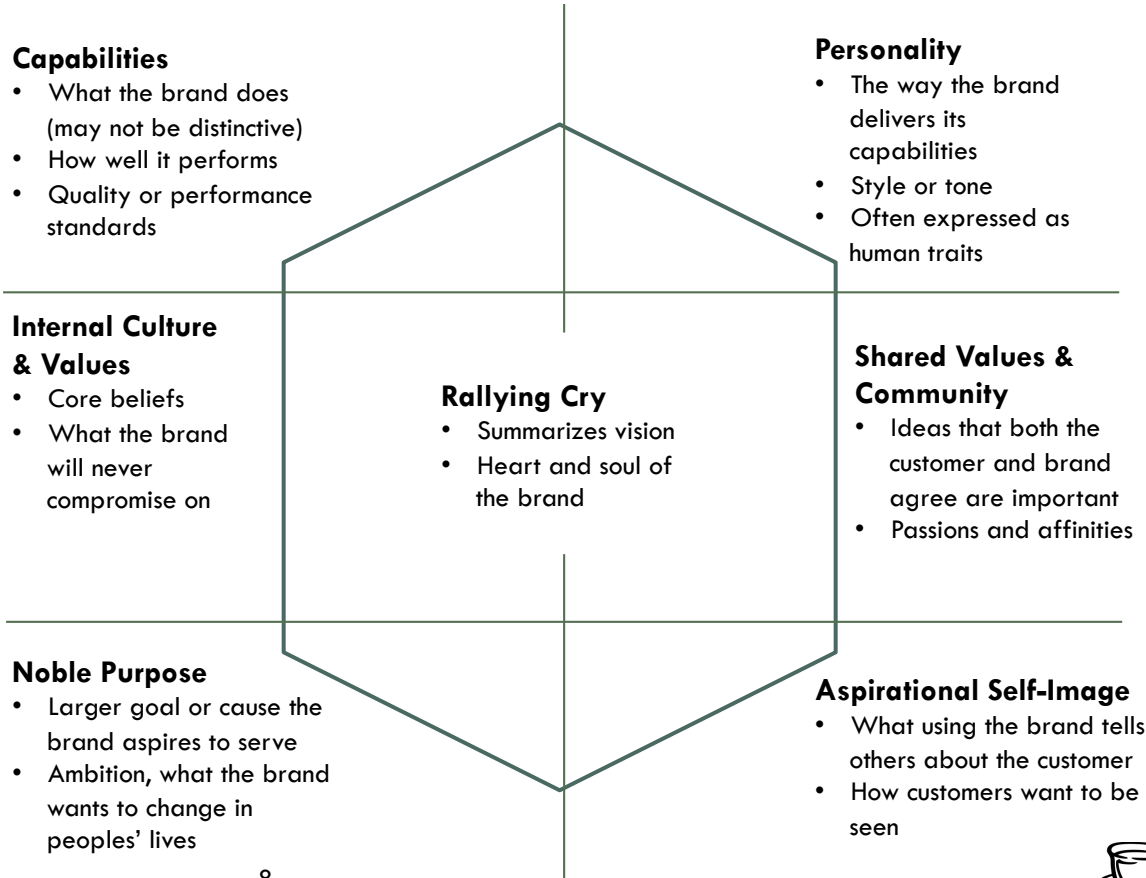 Capabilities
• What the brand does
(may not be distinctive)
• How well it performs
• Quality or performance
standards
Personality
• The way the brand
delivers its
capabilities
• Style or tone
• Often expressed as
human traits
Internal Culture
& Values
• Core beliefs
• What the brand
will never
compromise on
Rallying Cry
• Summarizes vision
• Heart and soul of
the brand
Shared Values &
Community
• Ideas that both the
customer and brand
agree are important
• Passions and affinities
Noble Purpose
• Larger goal or cause the
brand aspires to serve
• Ambition, what the brand
wants to change in
peoples’ lives
Aspirational Self-Image
• What using the brand tells
others about the customer
• How customers want to be
seen